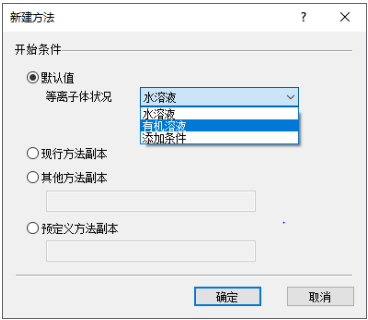 新建方法
? ×
开始条件
默认值
等离子体状况 水溶液
水溶液
有机溶液
添加条件
现行方法副本
其他方法副本
预定义方法副本
确定 取消